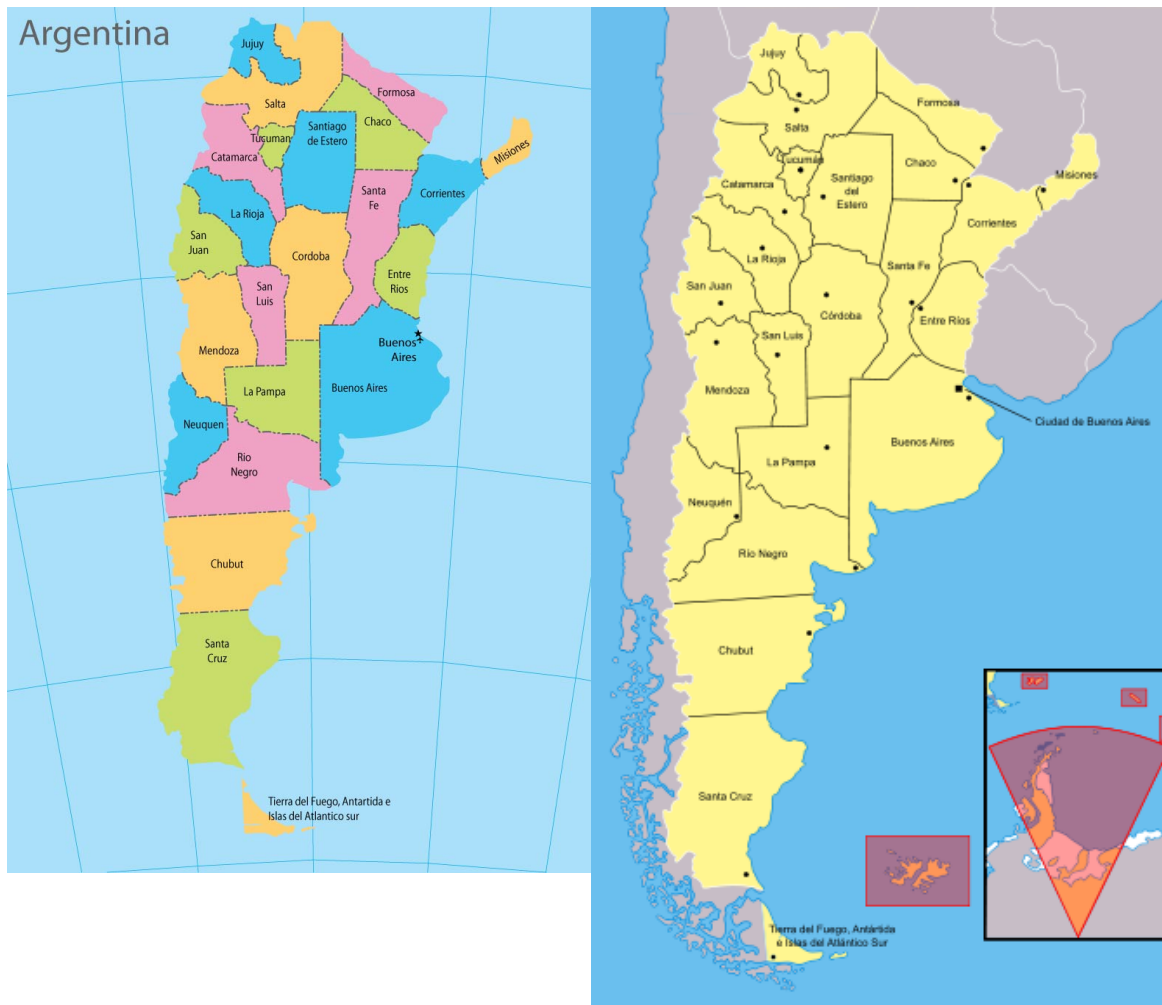 Argentina
Jujuy
Salta
Formosa
Chaco
Tucuman
Santiago
de Estero
Catamarca
Misiones
Santa
Fe
Corrientes
La Rioja
San
Juan
Cordoba
Entre
Rios
San
Luis
Mendoza
Buenos
Aires
La Pampa
Buenos Aires
Neuquen
Rio
Negro
Chubut
Santa
Cruz
Tierra del Fuego, Antartida e
Islas del Atlantico sur
Jujuy
Formosa
Salta
Tucumán
Chaco
Misiones
Catamarca
Santiago
del
Estero
Corrientes
La Rioja
Santa Fe
San Juan
Córdoba
Entre Ríos
San Luis
Mendoza
Ciudad de Buenos Aires
Buenos Aires
La Pampa
Neuquén
Río Negro
Chubut
Santa Cruz
Tierra del Fuego, Antártida
e Islas del Atlántico Sur